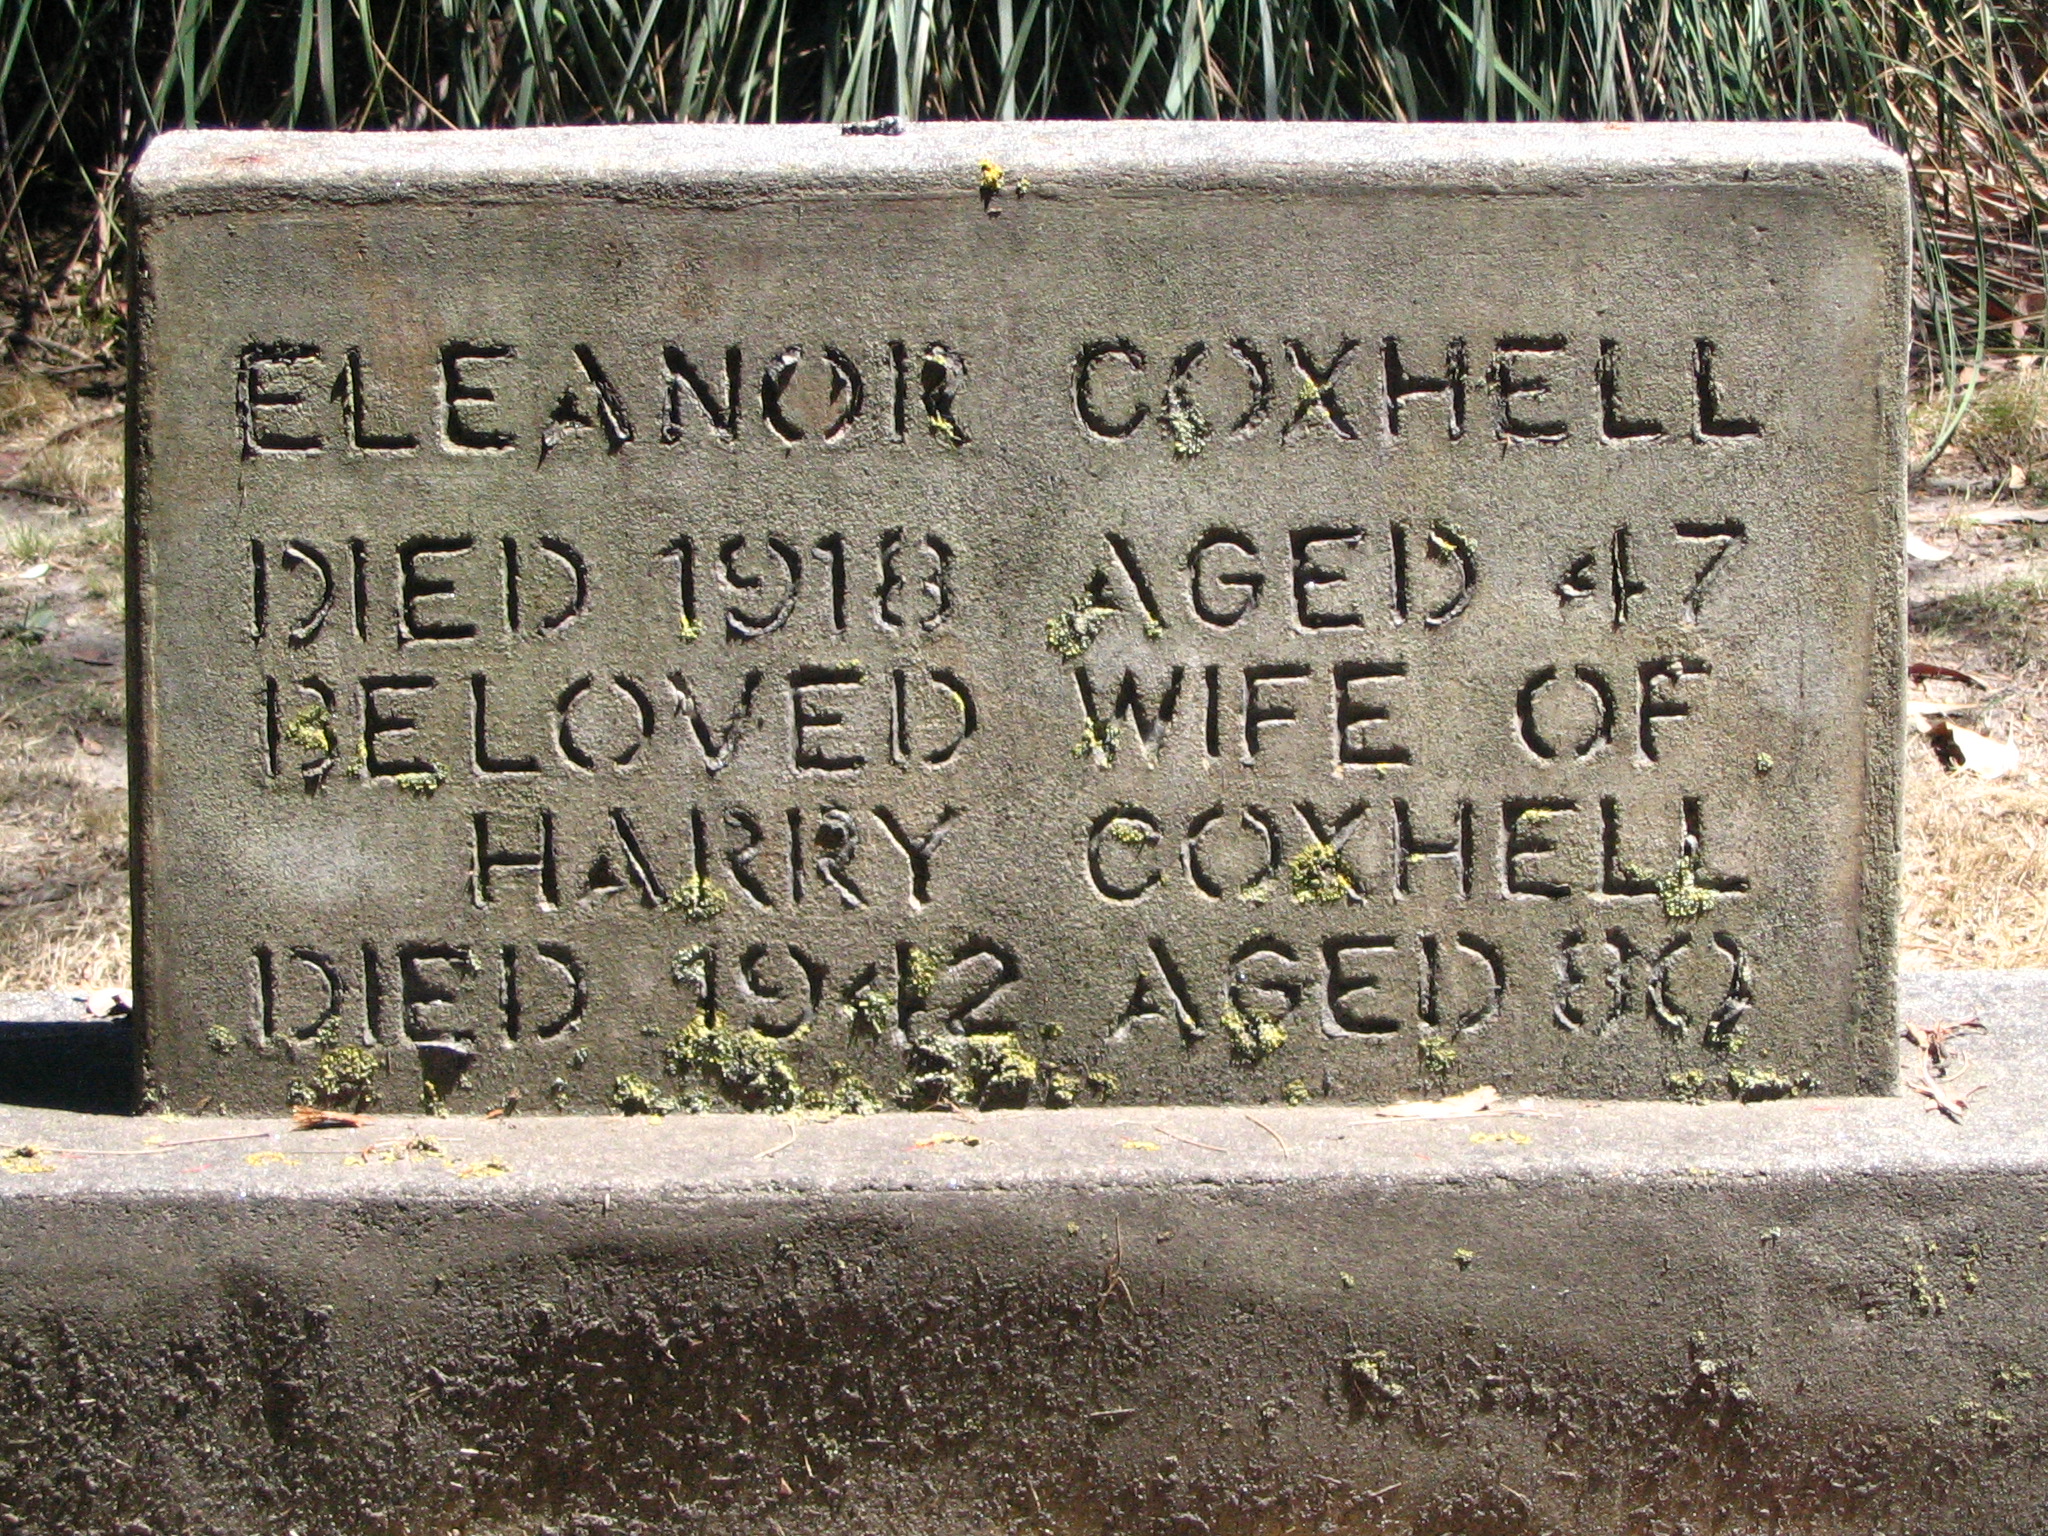 ELEANOR COXHELL
DIED 1918 AGED 47
BELOVED WIFE OF
HARRY COXHELL
DIED 1942 AGED 80